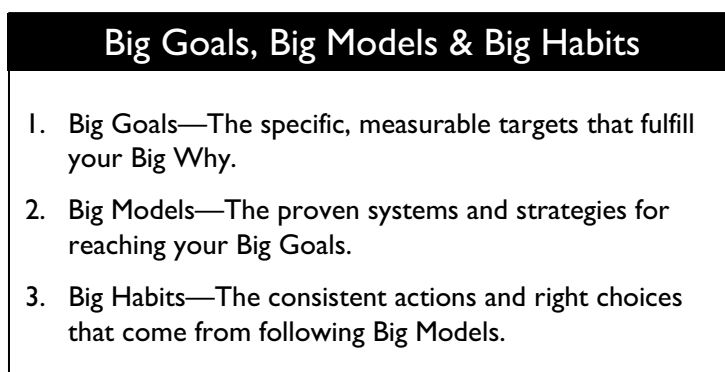 Big Goals, Big Models & Big Habits
1. Big Goals—The specific, measurable targets that fulfill
your Big Why.
2. Big Models—The proven systems and strategies for
reaching your Big Goals.
3. Big Habits—The consistent actions and right choices
that come from following Big Models.